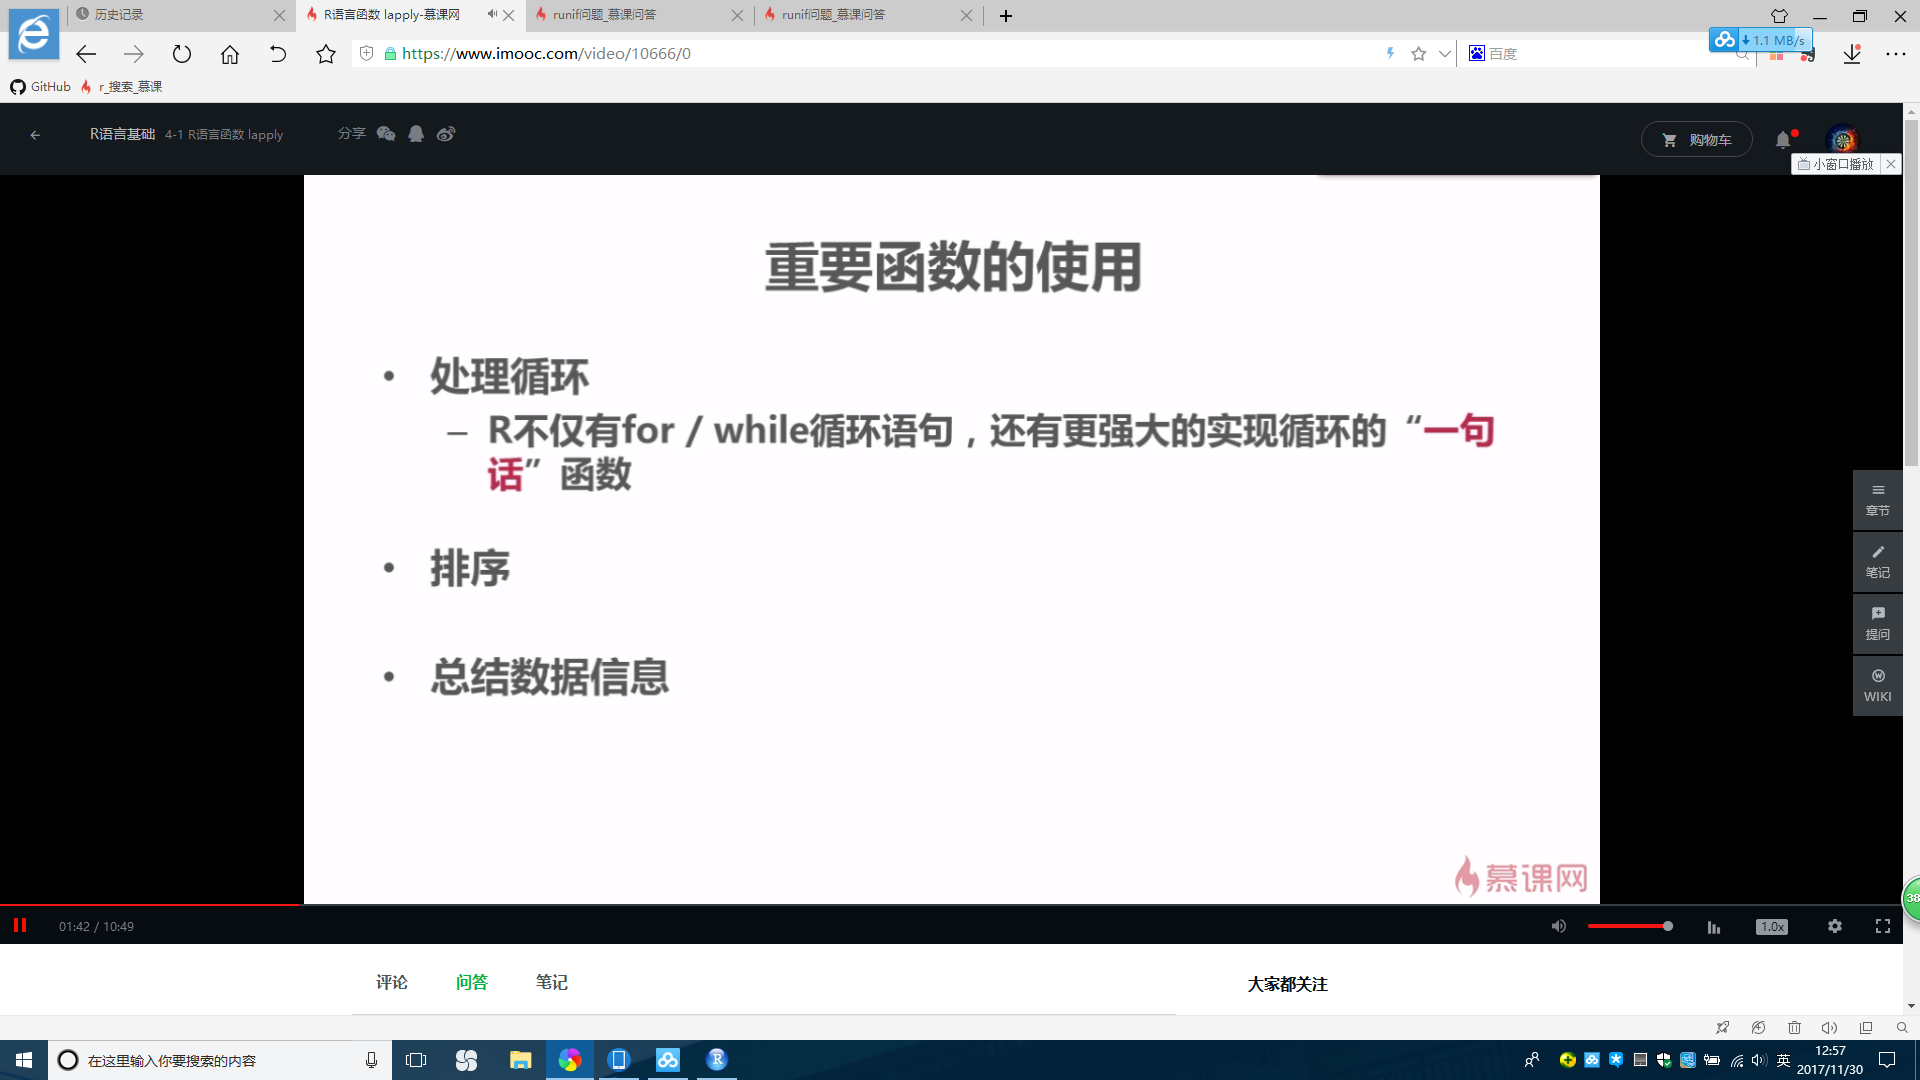 历史记录
R语言函数 lapply-慕课网
runif问题_慕课问答
runif问题_慕课问答
https://www.imooc.com/video/10666/0
百度
1.1 MB/s
GitHub
r_搜索_慕课
R语言基础 4-1 R语言函数 lapply
分享
购物车
小窗口播放
重要函数的使用
• 处理循环
– R不仅有for / while循环语句，还有更强大的实现循环的“一句
话”函数
• 排序
• 总结数据信息
慕课网
章节
笔记
提问
WIKI
38
01:42 / 10:49
1.0x
评论
问答
笔记
大家都关注
在这里输入你要搜索的内容
英
12:57
2017/11/30